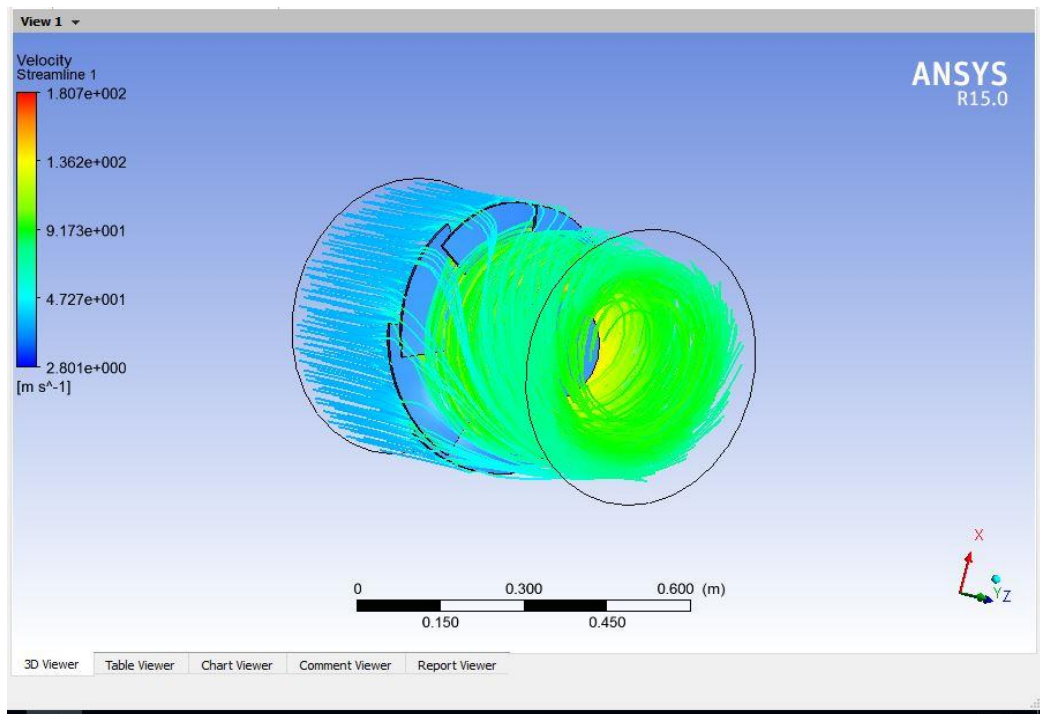 View 1
Velocity
Streamline 1
1.807e+002
1.362e+002
9.173e+001
4.727e+001
2.801e+000
[m s^-1]
ANSYS
R15.0
X
Y
Z
0 0.300 0.600 (m)
0.150 0.450
3D Viewer Table Viewer Chart Viewer Comment Viewer Report Viewer